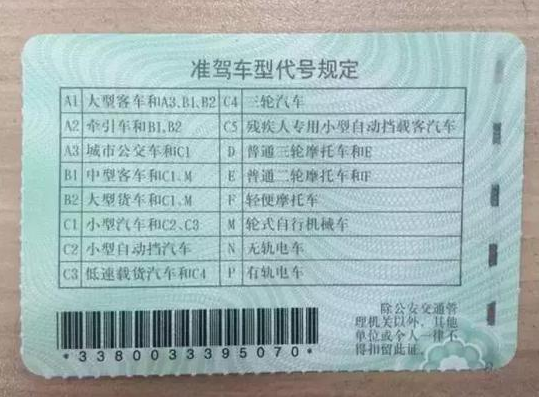 准驾车型代号规定
A1 大型客车和A3、B1、B2 C4 三轮汽车
A2 牵引车和B1、B2 C5 残疾人专用小型自动挡载客汽车
A3 城市公交车和C1 D 普通三轮摩托车和E
B1 中型客车和C1、M E 普通二轮摩托车和F
B2 大型货车和C1、M F 轻便摩托车
C1 小型汽车和C2、C3 M 轮式自行机械车
C2 小型自动挡汽车 N 无轨电车
C3 低速载货汽车和C4 P 有轨电车
*3380033395070*
除公安交通管
理机关以外，其他
单位或个人一律不
得扣留此证。